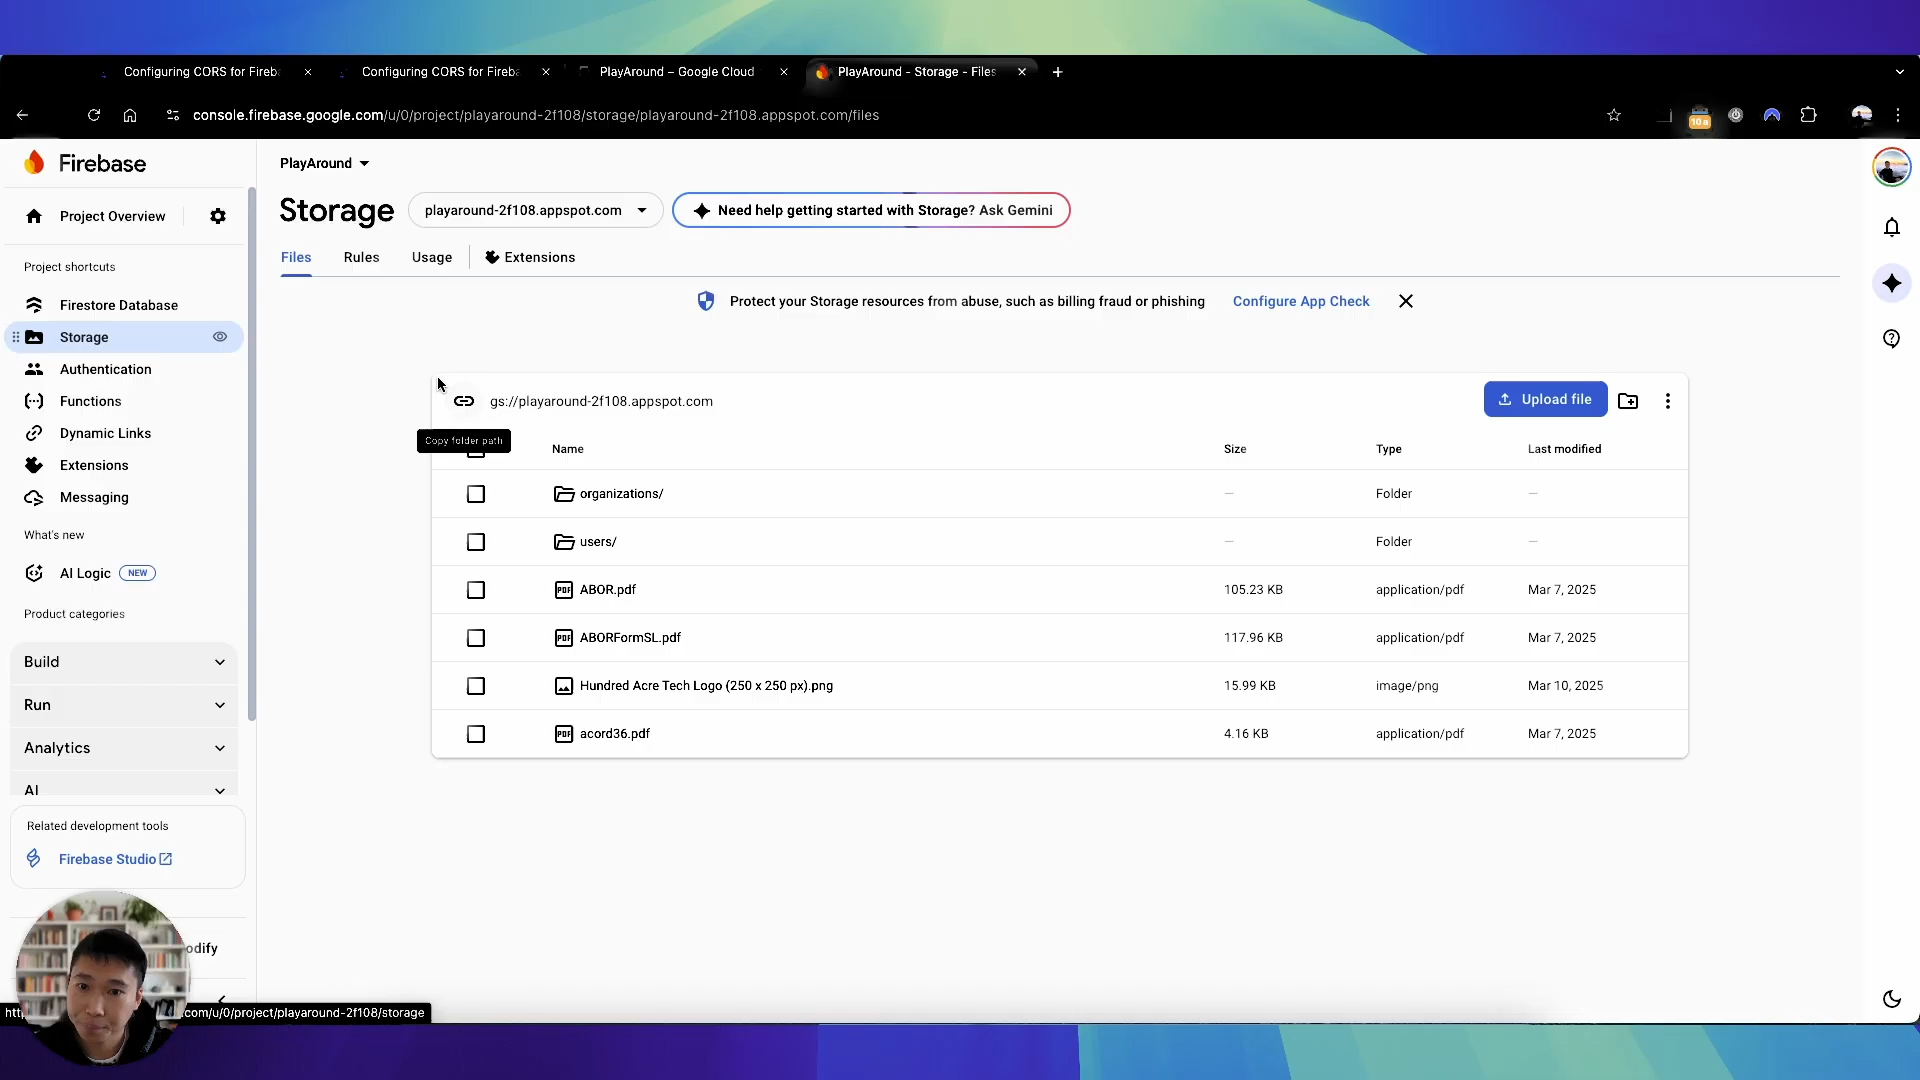 Configuring CORS for Fireb
Configuring CORS for Fireba
PlayAround – Google Cloud
PlayAround - Storage - Files
console.firebase.google.com/u/0/project/playaround-2f108/storage/playaround-2f108.appspot.com/files
10a
Firebase
PlayAround
Project Overview
Storage
playaround-2f108.appspot.com
Need help getting started with Storage? Ask Gemini
Files
Rules
Usage
Extensions
Project shortcuts
Protect your Storage resources from abuse, such as billing fraud or phishing
Configure App Check
Firestore Database
Storage
Authentication
Functions
Dynamic Links
Extensions
Messaging
What's new
AI Logic
NEW
Product categories
Build
Run
Analytics
AI
Related development tools
Firebase Studio
odify
gs://playaround-2f108.appspot.com
Upload file
Copy folder path
Name
Size
Type
Last modified
organizations/
—
Folder
—
users/
—
Folder
—
PDF
ABOR.pdf
105.23 KB
application/pdf
Mar 7, 2025
PDF
ABORFormSL.pdf
117.96 KB
application/pdf
Mar 7, 2025
Hundred Acre Tech Logo (250 x 250 px).png
15.99 KB
image/png
Mar 10, 2025
PDF
acord36.pdf
4.16 KB
application/pdf
Mar 7, 2025
htt
.com/u/0/project/playaround-2f108/storage